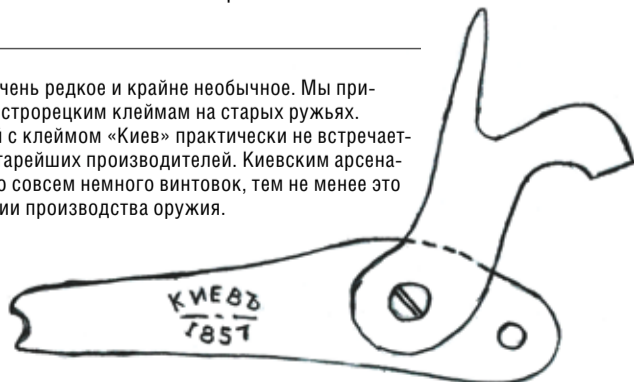 чень редкое и крайне необычное. Мы при-
строрецким клеймам на старых ружьях.
с клеймом «Киев» практически не встречает-
тарейших производителей. Киевским арсена-
о совсем немного винтовок, тем не менее это
ии производства оружия.
КИЕВЪ
1857